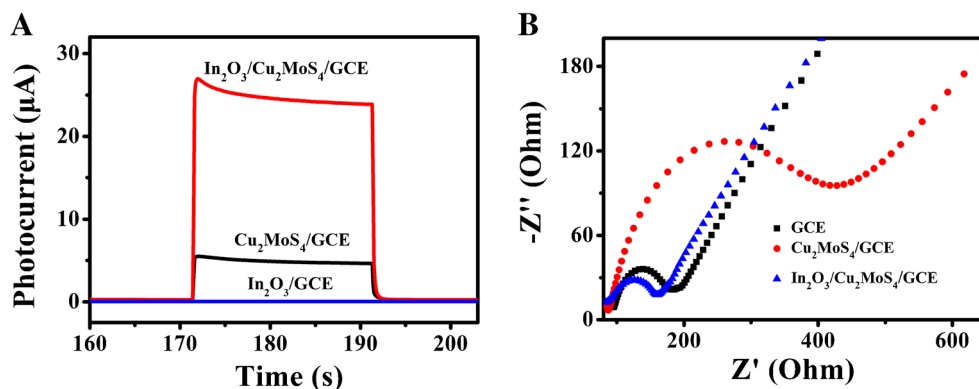 A
Photocurrent (μA)
30
20
10
0
In₂O₃/Cu₂MoS₄/GCE
Cu₂MoS₄/GCE
In₂O₃/GCE
160 170 180 190 200
Time (s)
B
-Z'' (Ohm)
180
120
60
0
GCE
Cu₂MoS₄/GCE
In₂O₃/Cu₂MoS₄/GCE
200 400 600
Z' (Ohm)